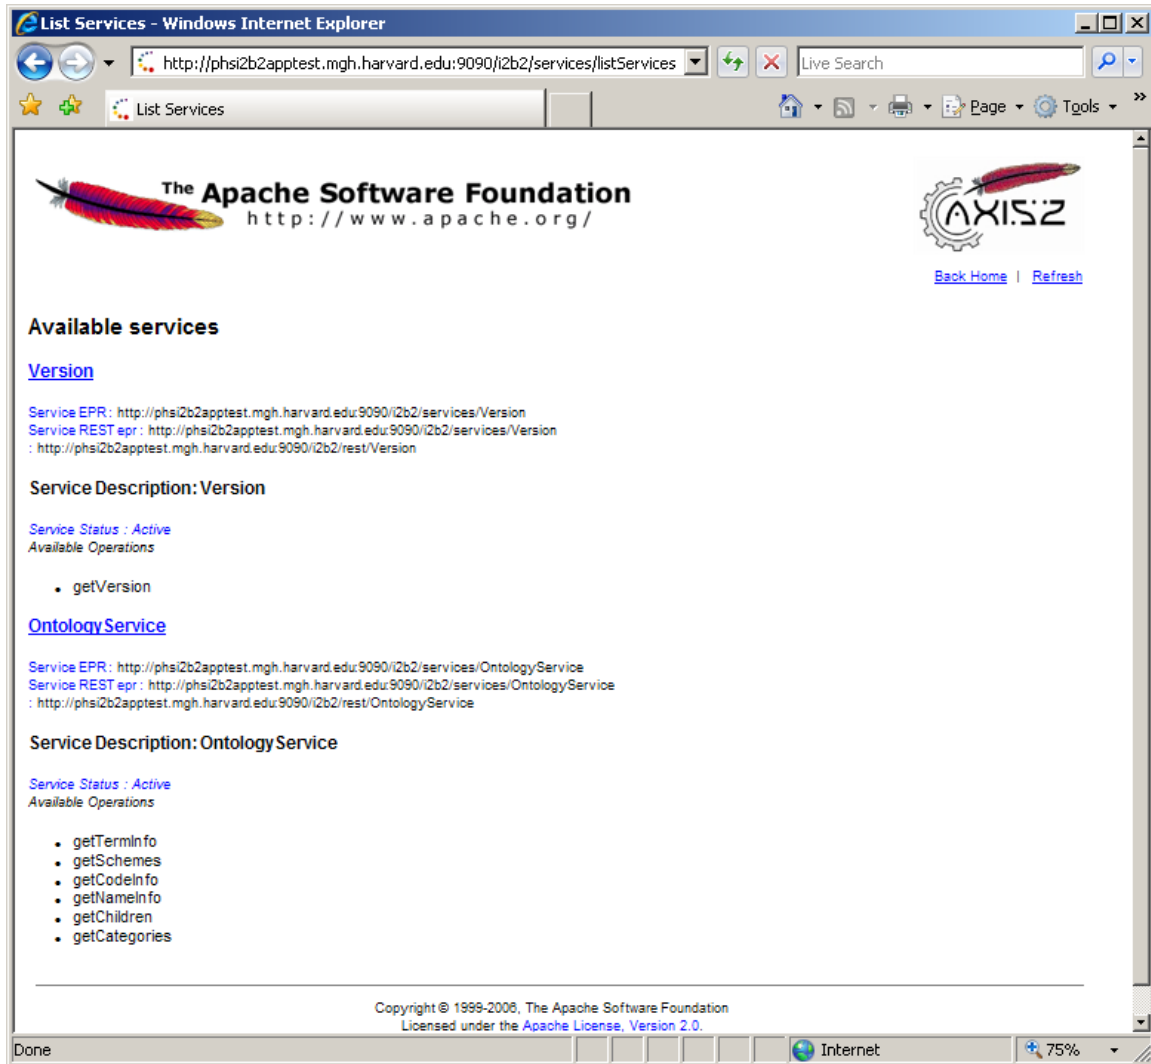 List Services - Windows Internet Explorer
http://phsi2b2apptest.mgh.harvard.edu:9090/i2b2/services/listServices
Live Search
List Services
Page
Tools
»
The Apache Software Foundation
http://www.apache.org/
AXIS2
Back Home | Refresh
Available services
Version
Service EPR : http://phsi2b2apptest.mgh.harvard.edu:9090/i2b2/services/Version
Service REST epr : http://phsi2b2apptest.mgh.harvard.edu:9090/i2b2/services/Version
: http://phsi2b2apptest.mgh.harvard.edu:9090/i2b2/rest/Version
Service Description: Version
Service Status : Active
Available Operations
• getVersion
OntologyService
Service EPR : http://phsi2b2apptest.mgh.harvard.edu:9090/i2b2/services/OntologyService
Service REST epr : http://phsi2b2apptest.mgh.harvard.edu:9090/i2b2/services/OntologyService
: http://phsi2b2apptest.mgh.harvard.edu:9090/i2b2/rest/OntologyService
Service Description: OntologyService
Service Status : Active
Available Operations
• getTermInfo
• getSchemes
• getCodeInfo
• getNameInfo
• getChildren
• getCategories
Copyright © 1999-2006, The Apache Software Foundation
Licensed under the Apache License, Version 2.0.
Done
Internet
75%